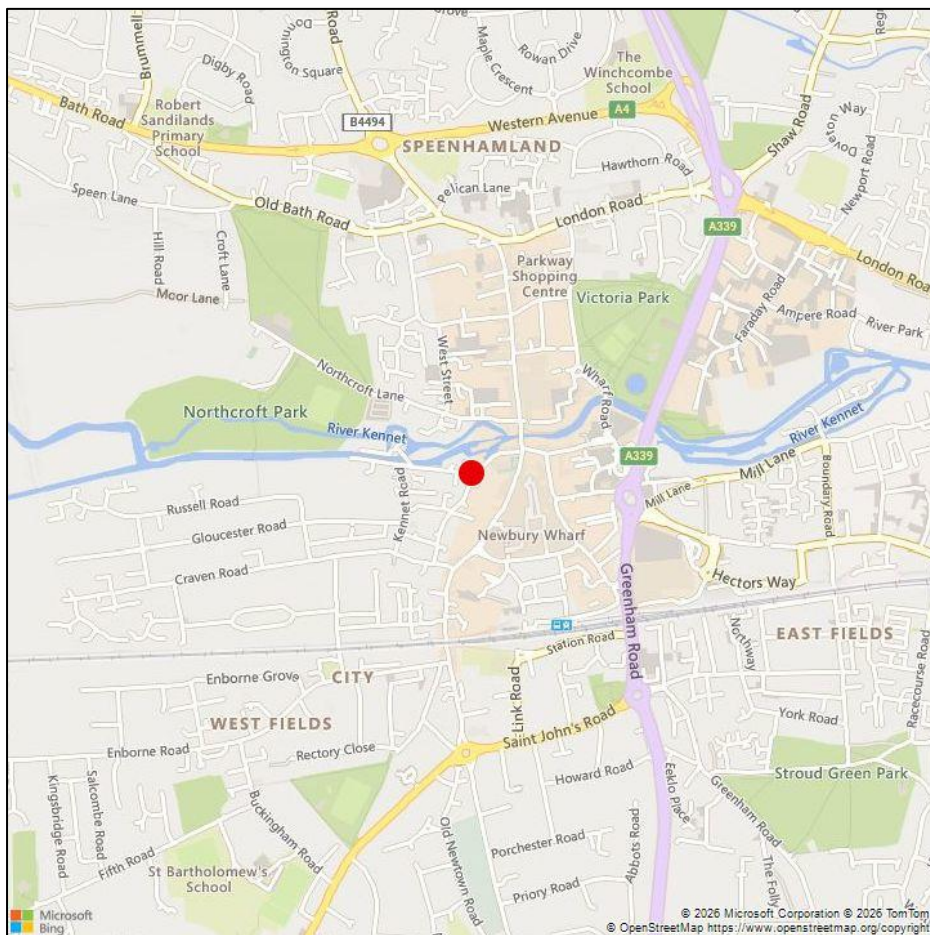 Grove
Road
Reg
Brummell
Road
Donnington Square
Digby Road
Maple Crescent
Rowan Drive
The
Winchcombe
School
A4
Bath Road
Robert
Sandilands
Primary
School
B4494
Western Avenue
SPEENHAMLAND
Hawthorn Road
Shaw Road
Doveton Way
Newport Road
Speen Lane
Pelican Lane
Old Bath Road
London Road
A339
London Roa
Hill Road
Croft Lane
Moor Lane
Parkway
Shopping
Centre
Victoria Park
Faraday Road
Ampere Road
River Park
West Street
Northcroft Lane
Wharf Road
Northcroft Park
River Kennet
River Kennet
A339
Mill Lane
Mill Lane
Boundary Road
Kennet Road
Russell Road
Gloucester Road
Newbury Wharf
Craven Road
Hectors Way
Greenham Road
Station Road
EAST FIELDS
Northway
Racecourse Road
Enborne Grove
CITY
Link Road
WEST FIELDS
York Road
Saint John's Road
Enborne Road
Rectory Close
Howard Road
Stroud Green Park
Eeklo Place
Greenham Road
Kingsbridge Road
Salcombe Road
Buckingham Road
Fifth Road
St Bartholomew's
School
Old Newtown Road
Porchester Road
Abbots Road
Priory Road
The Folly
Microsoft
Bing
© 2026 Microsoft Corporation © 2026 TomTom
© OpenStreetMap https://www.openstreetmap.org/copyright